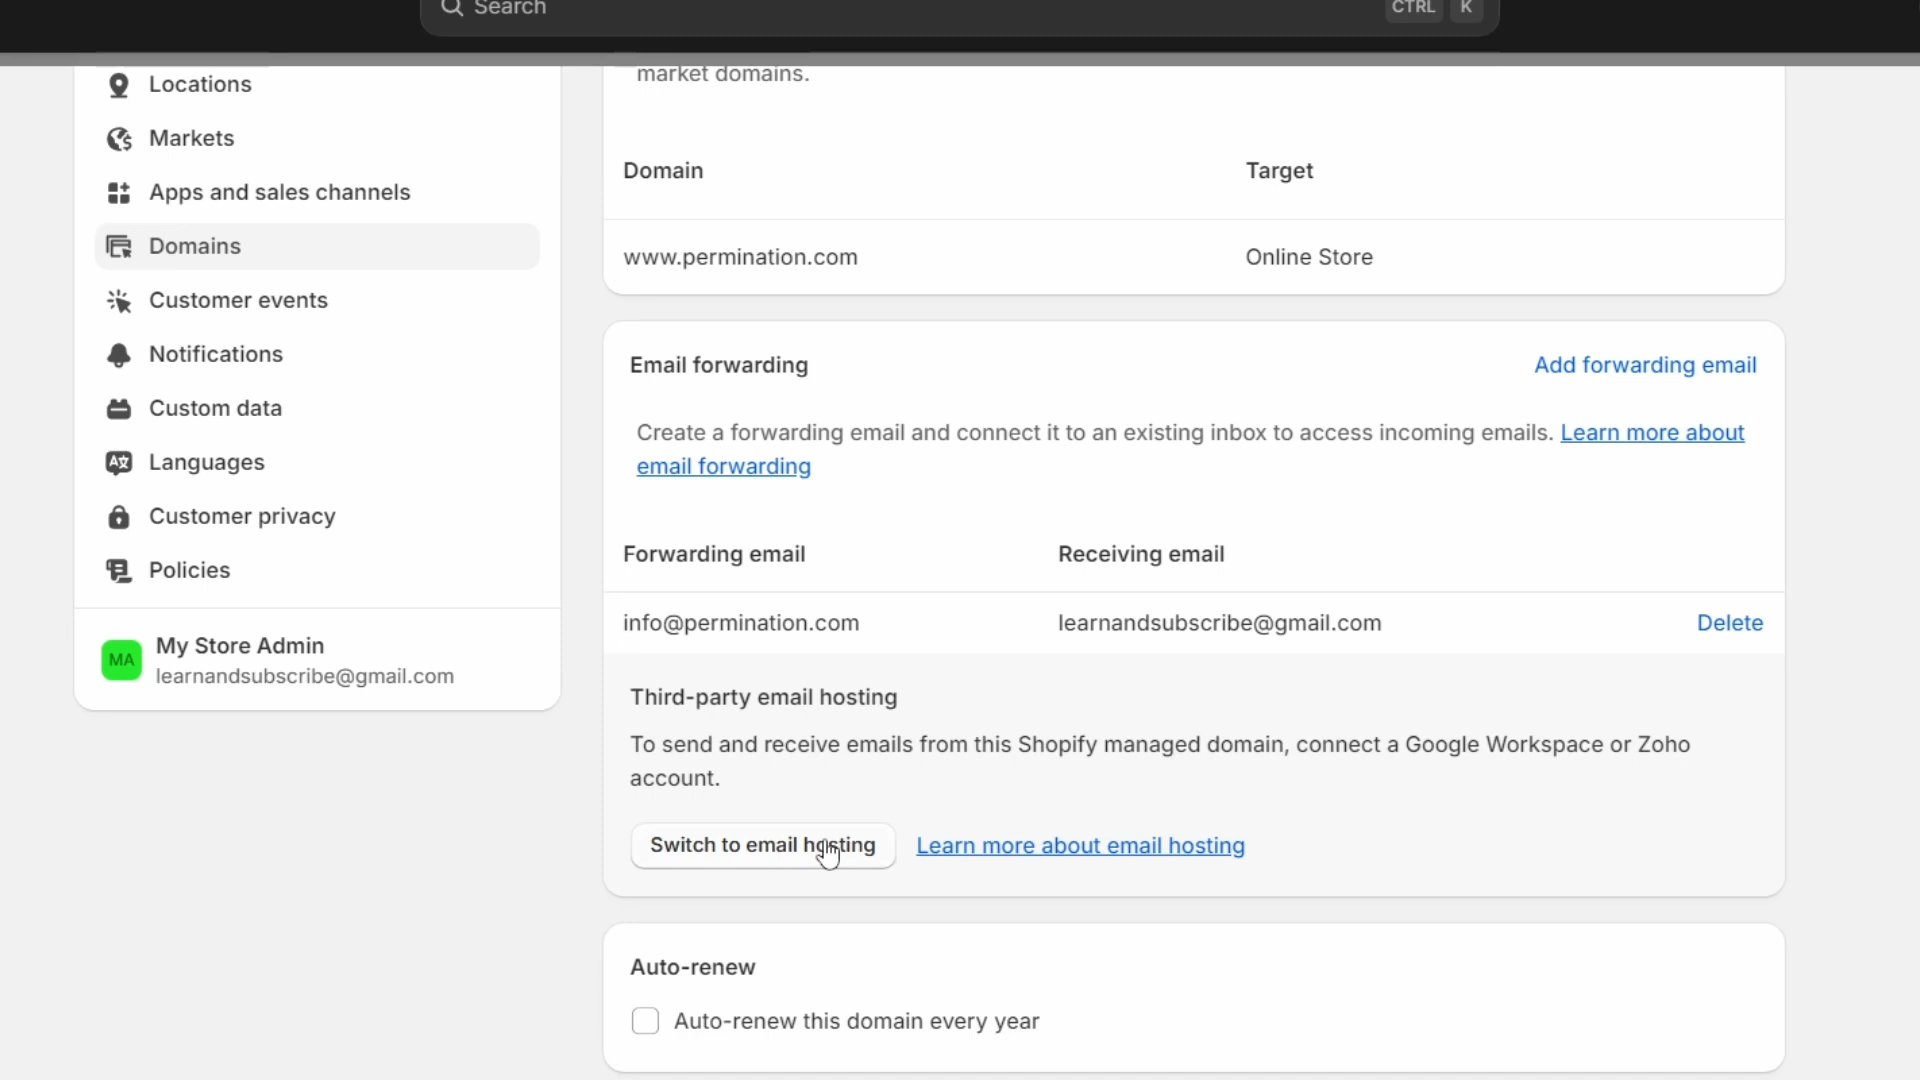 Search
CTRL K
Locations
Markets
Apps and sales channels
Domains
Customer events
Notifications
Custom data
Languages
Customer privacy
Policies
MA
My Store Admin
learnandsubscribe@gmail.com
market domains.
Domain Target
www.permination.com Online Store
Email forwarding Add forwarding email
Create a forwarding email and connect it to an existing inbox to access incoming emails. Learn more about
email forwarding
Forwarding email Receiving email
info@permination.com learnandsubscribe@gmail.com Delete
Third-party email hosting
To send and receive emails from this Shopify managed domain, connect a Google Workspace or Zoho
account.
Switch to email hosting Learn more about email hosting
Auto-renew
Auto-renew this domain every year